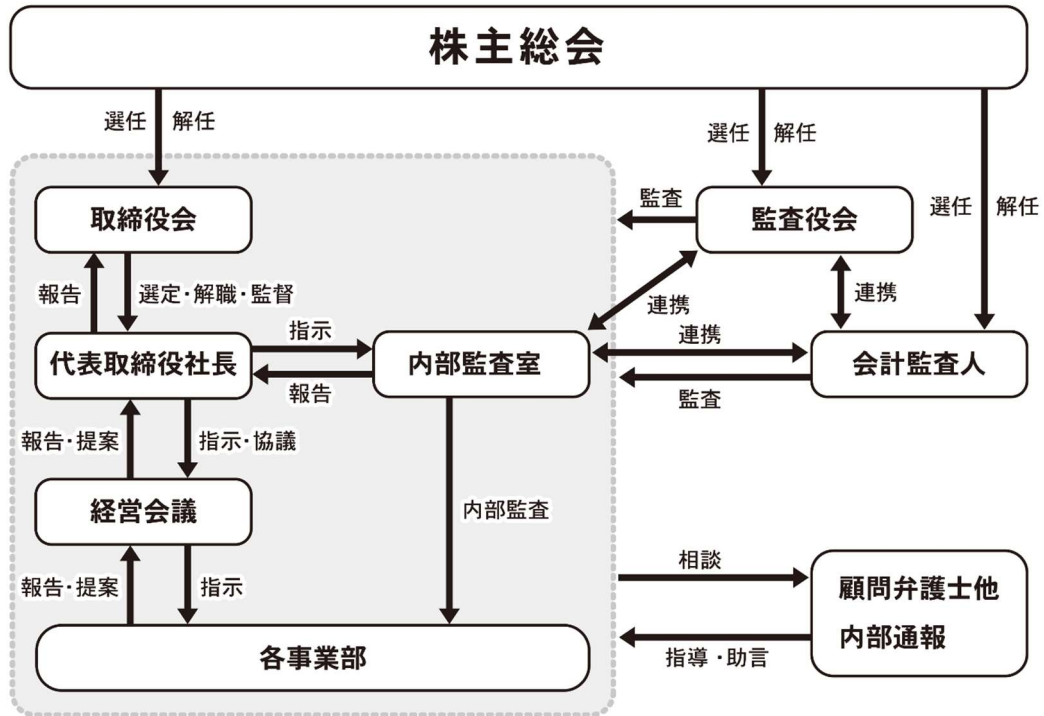 株主総会
選任
解任
選任
解任
選任
解任
取締役会
監査
監査役会
報告
選定・解職・監督
連携
連携
代表取締役社長
指示
報告
内部監査室
連携
監査
会計監査人
報告・提案
指示・協議
経営会議
内部監査
報告・提案
指示
各事業部
相談
指導・助言
顧問弁護士他
内部通報